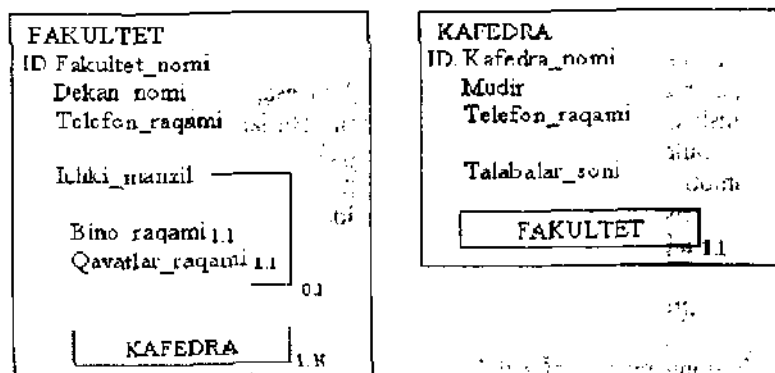 FAKULTET
ID Fakultet_nomi
Dekan nomi
Telefon_raqami
Ichki_manzil
Bino raqami 1.1
Qavatlar_raqami 1.1
0.1
KAFEDRA
1.N
KAFEDRA
ID. Kafedra_nomi
Mudir
Telefon_raqami
Talabalar_soni
FAKULTET
1.1